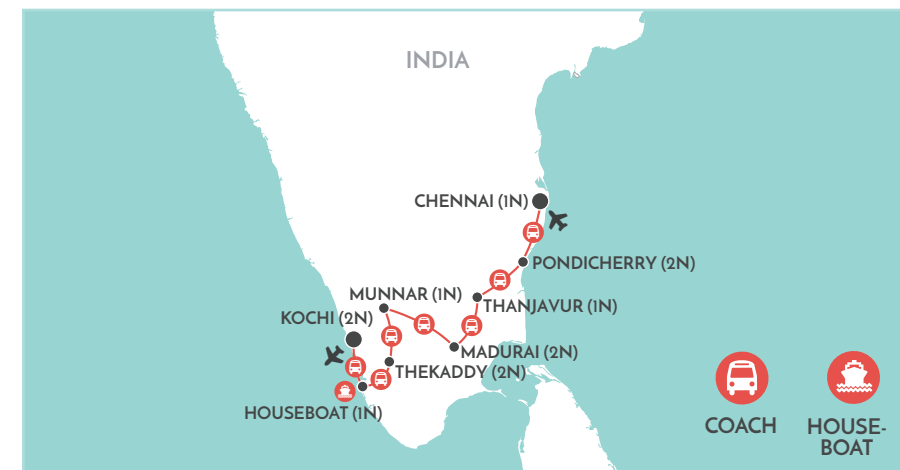 INDIA
CHENNAI (1N)
PONDICHERRY (2N)
MUNNAR (1N)
THANJAVUR (1N)
KOCHI (2N)
MADURAI (2N)
THEKADDY (2N)
HOUSEBOAT (1N)
COACH
HOUSE-
BOAT